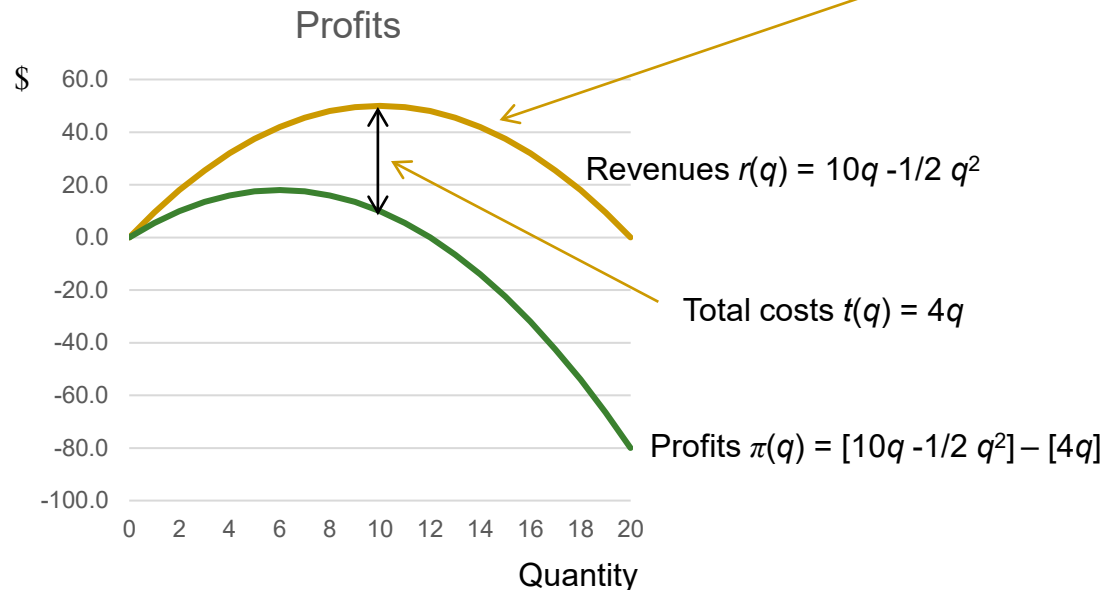 Profits
$
60.0
40.0
20.0
0.0
-20.0
-40.0
-60.0
-80.0
-100.0
0 2 4 6 8 10 12 14 16 18 20
Quantity
Revenues r(q) = 10q -1/2 q²
Total costs t(q) = 4q
Profits π(q) = [10q -1/2 q²] – [4q]